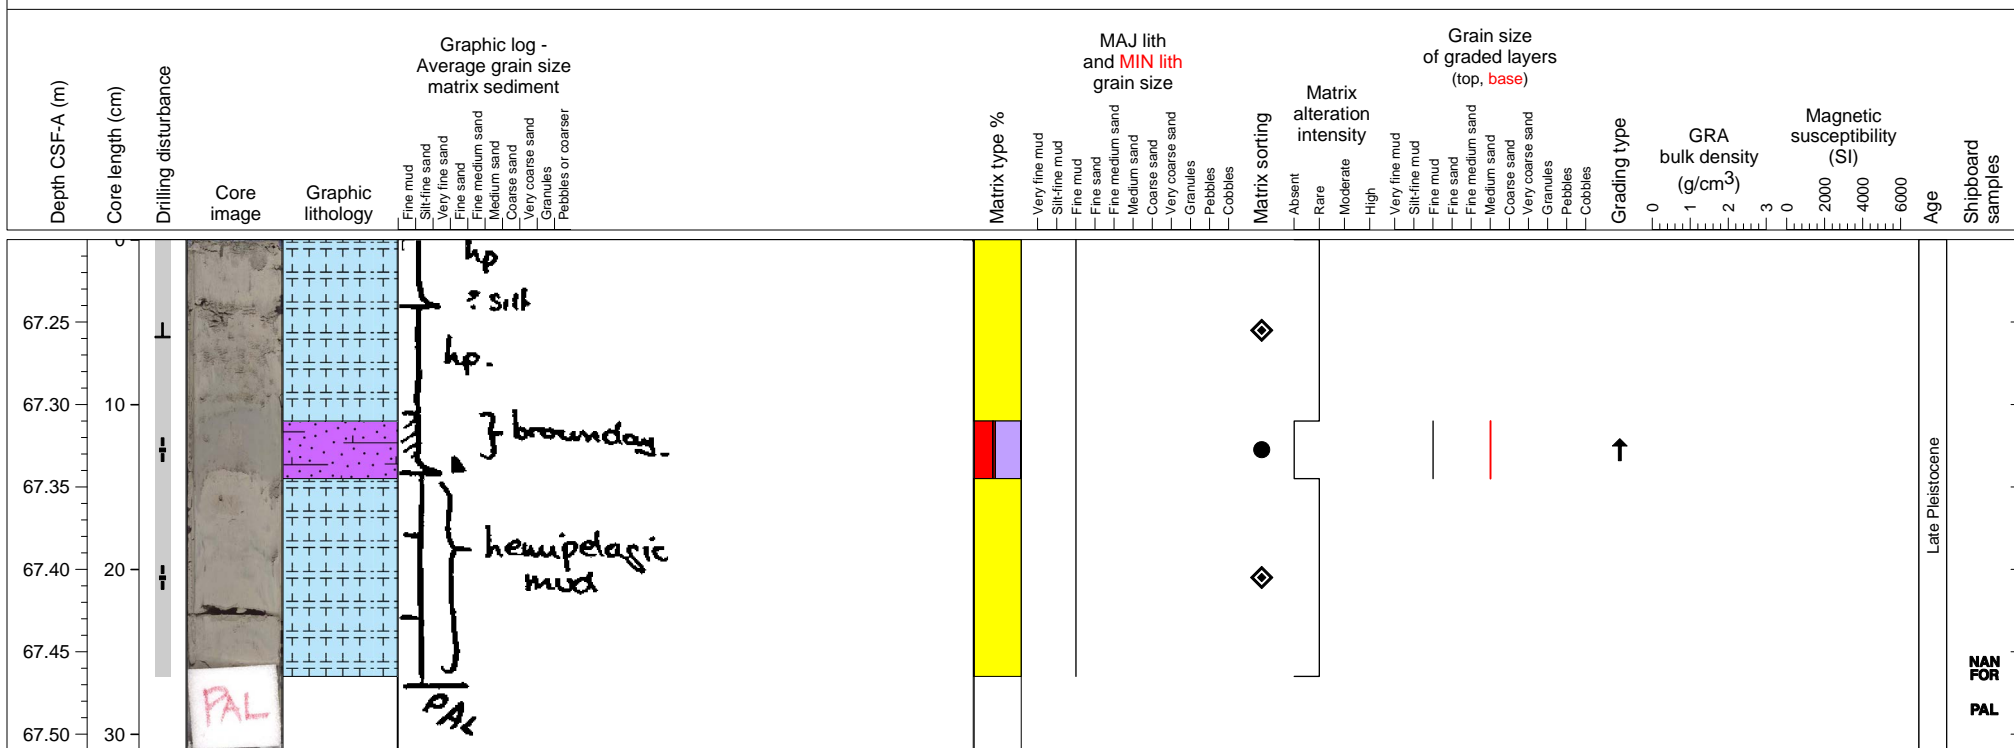 Depth CSF-A (m)
Core length (cm)
Drilling disturbance
Core
image
Graphic
lithology
Graphic log -
Average grain size
matrix sediment
Fine mud
Silt-fine sand
Very fine sand
Fine sand
Fine medium sand
Medium sand
Coarse sand
Very coarse sand
Granules
Pebbles or coarser
Matrix type %
MAJ lith
and MIN lith
grain size
Very fine mud
Silt-fine mud
Fine mud
Fine sand
Fine medium sand
Medium sand
Coarse sand
Very coarse sand
Granules
Pebbles
Cobbles
Matrix sorting
Matrix
alteration
intensity
Absent
Rare
Moderate
High
Grain size
of graded layers
(top, base)
Very fine mud
Silt-fine mud
Fine mud
Fine sand
Fine medium sand
Medium sand
Coarse sand
Very coarse sand
Granules
Pebbles
Cobbles
Grading type
GRA
bulk density
(g/cm3)
0 1 2 3
Magnetic
susceptibility
(SI)
0 2000 4000 6000
Age
Shipboard
samples
0
hp
? silt
67.25
hp.
67.30 10
} brounday.
67.35
hemipelagic
mud
67.40 20
67.45
PAL
PAL
67.50 30
Late Pleistocene
NAN
FOR
PAL